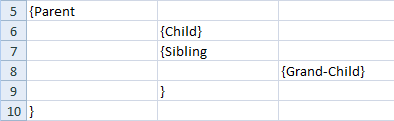 5 {Parent
6 {Child}
7 {Sibling
8 {Grand-Child}
9 }
10 }